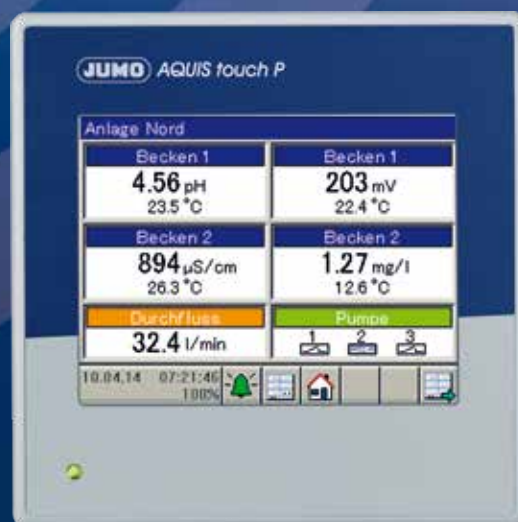 JUMO AQUIS touch P
Anlage Nord
Becken 1 Becken 1
4.56 pH 203 mV
23.5 °C 22.4 °C
Becken 2 Becken 2
894 µS/cm 1.27 mg/l
26.3 °C 12.6 °C
Durchfluss Pumpe
32.4 l/min 1 2 3
10.04.14 07:21:46
100%